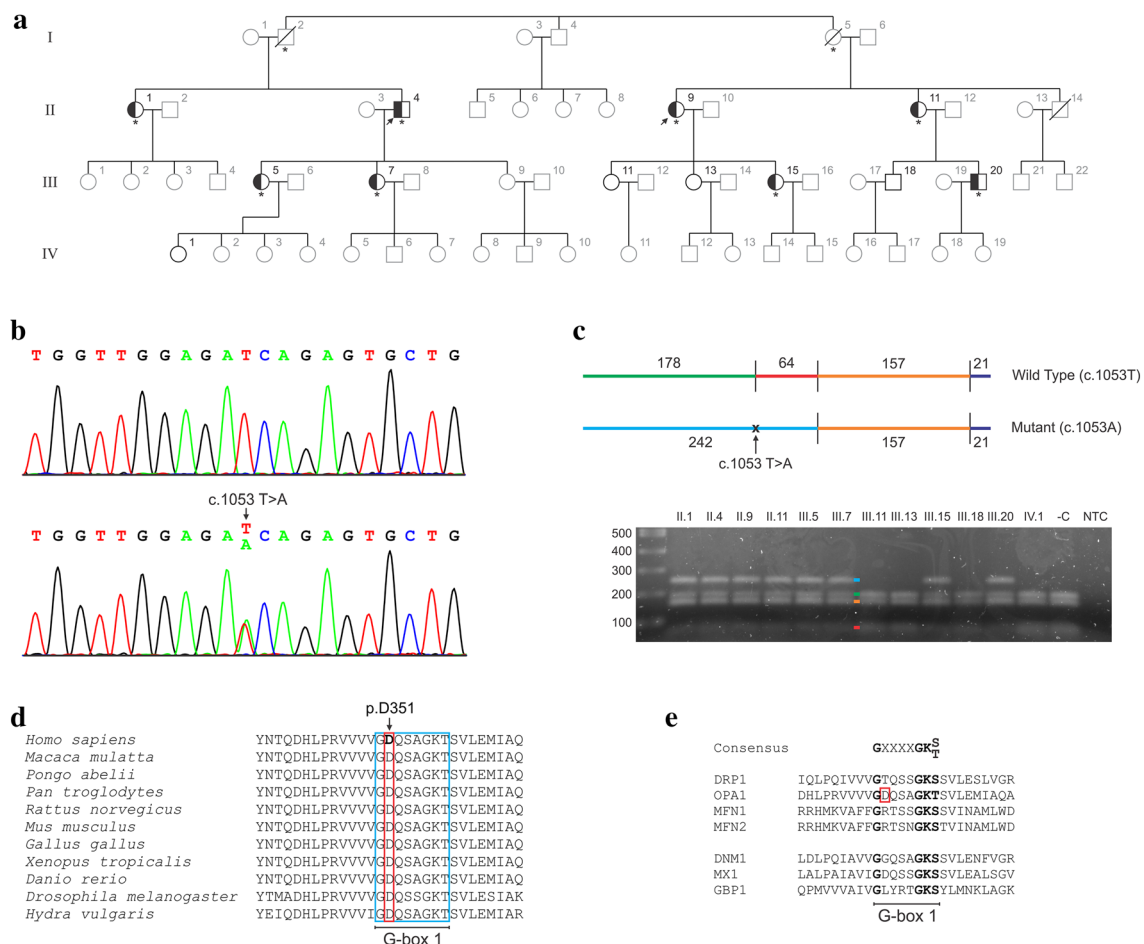 a
I
1 2 3 4 5 6
* *
II
1 2 3 4 5 6 7 8 9 10 11 12 13 14
* * * *
III
1 2 3 4 5 6 7 8 9 10 11 12 13 14 15 16 17 18 19 20 21 22
* * * *
IV
1 2 3 4 5 6 7 8 9 10 11 12 13 14 15 16 17 18 19
b
T G G T T G G A G A T C A G A G T G C T G
c.1053 T>A
T G G T T G G A G A T C A G A G T G C T G
A
c
178 64 157 21
Wild Type (c.1053T)
x
242 157 21
Mutant (c.1053A)
c.1053 T>A
II.1 II.4 II.9 II.11 III.5 III.7 III.11 III.13 III.15 III.18 III.20 IV.1 -C NTC
500
400
300
200
100
d
p.D351
Homo sapiens YNTQDHLPRVVVVGDQSAGKTSVLEMIAQ
Macaca mulatta YNTQDHLPRVVVVGDQSAGKTSVLEMIAQ
Pongo abelii YNTQDHLPRVVVVGDQSAGKTSVLEMIAQ
Pan troglodytes YNTQDHLPRVVVVGDQSAGKTSVLEMIAQ
Rattus norvegicus YNTQDHLPRVVVVGDQSAGKTSVLEMIAQ
Mus musculus YNTQDHLPRVVVVGDQSAGKTSVLEMIAQ
Gallus gallus YNTQDHLPRVVVVGDQSAGKTSVLEMIAQ
Xenopus tropicalis YNTQDHLPRVVVVGDQSAGKTSVLEMIAQ
Danio rerio YNTQDHLPRVVVVGDQSAGKTSVLEMIAQ
Drosophila melanogaster YTMADHLPRVVVVGDQSSGKTSVLESIAK
Hydra vulgaris YEIQDHLPRVVVIGDQSAGKTSVLEMIAR
G-box 1
e
Consensus GXXXXGKS
T
DRP1 IQLPQIVVVGTQSSGKSSVLESLVGR
OPA1 DHLPRVVVVGDQSAGKTSVLEMIAQA
MFN1 RRHMKVAFFGRTSSGKSSVINAMLWD
MFN2 RRHMKVAFFGRTSNGKSTVINAMLWD
DNM1 LDLPQIAVVGGQSAGKSSVLENFVGR
MX1 LALPAIAVIGDQSSGKSSVLEALSGV
GBP1 QPMVVVAIVGLYRTGKSYLMNKLAGK
G-box 1